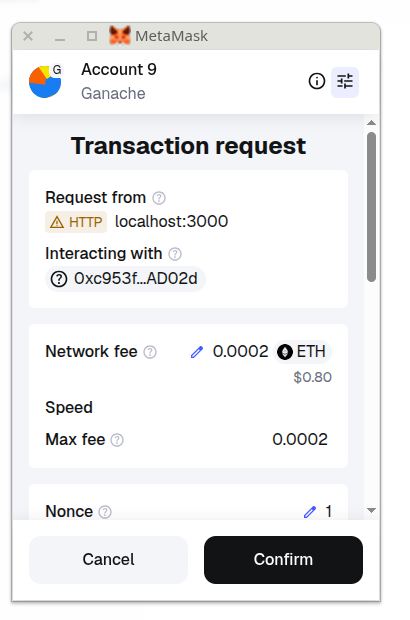 MetaMask
G
Account 9
Ganache
Transaction request
Request from
HTTP localhost:3000
Interacting with
0xc953f...AD02d
Network fee 0.0002 ETH
$0.80
Speed
Max fee 0.0002
Nonce 1
Cancel Confirm